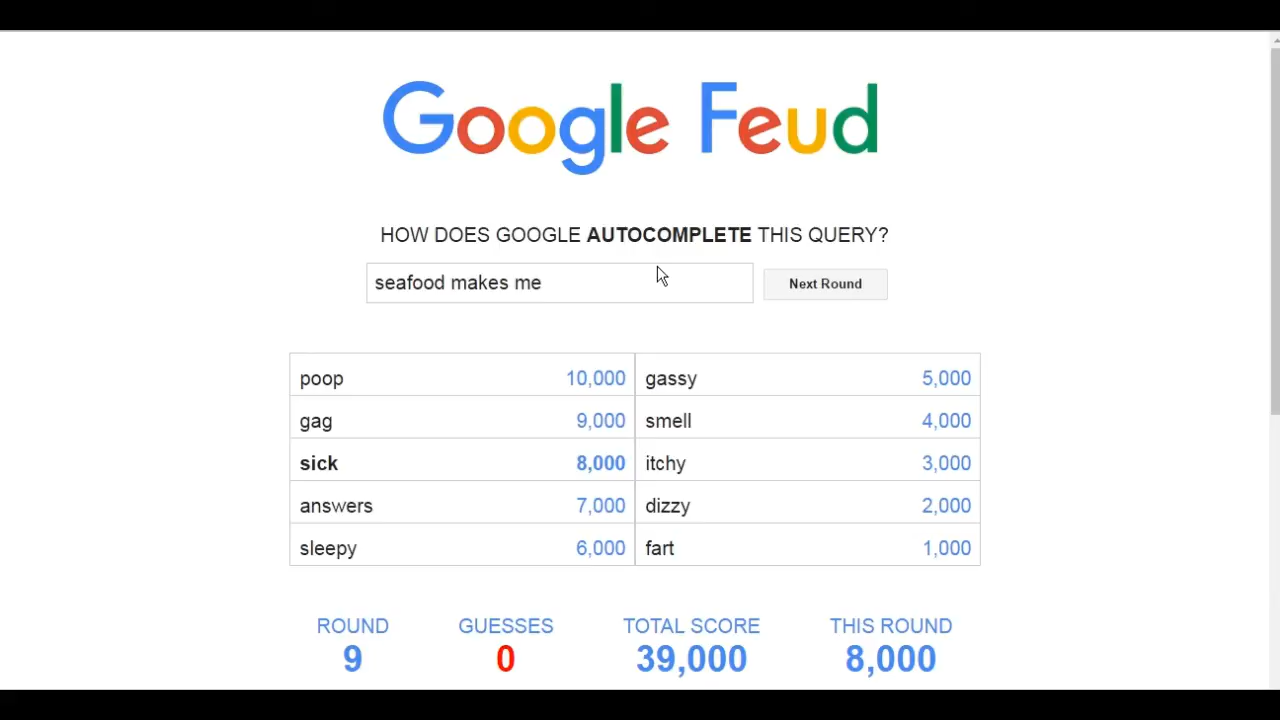 Google Feud
HOW DOES GOOGLE AUTOCOMPLETE THIS QUERY?
seafood makes me
Next Round
poop 10,000 gassy 5,000
gag 9,000 smell 4,000
sick 8,000 itchy 3,000
answers 7,000 dizzy 2,000
sleepy 6,000 fart 1,000
ROUND GUESSES TOTAL SCORE THIS ROUND
9 0 39,000 8,000